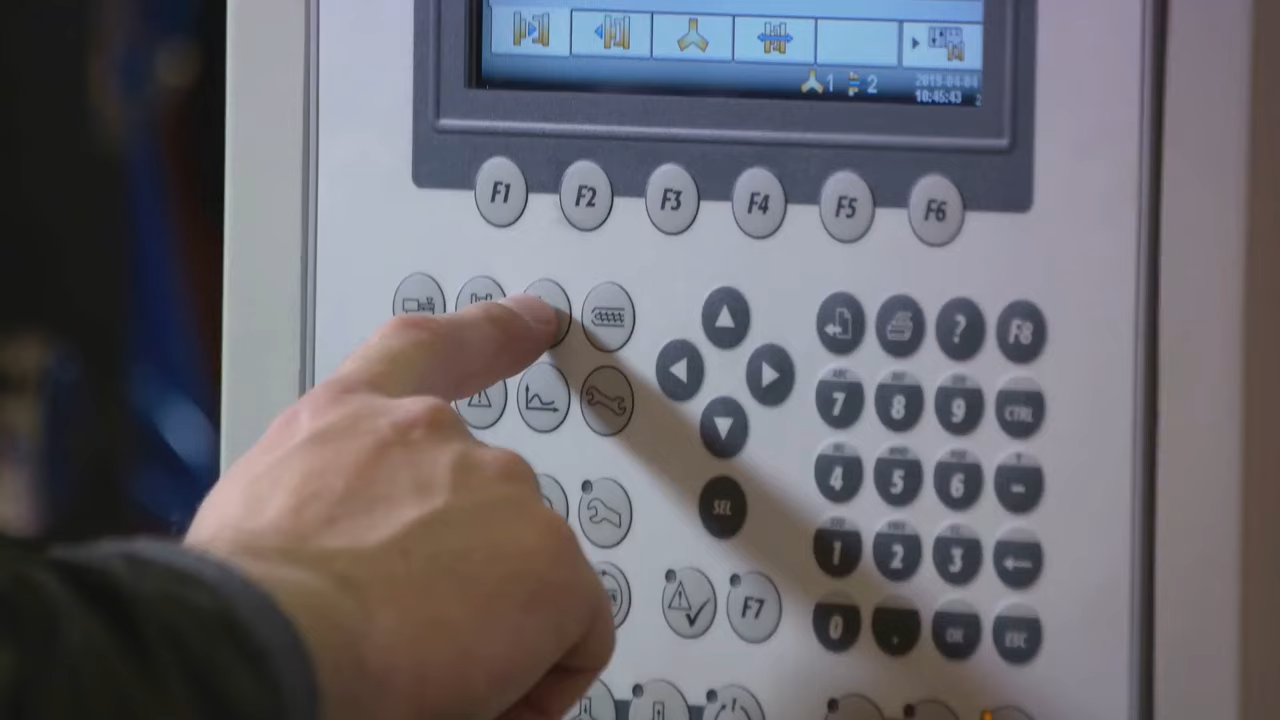 1 2
2019-04-04
10:45:43
F1 F2 F3 F4 F5 F6
? F8
7 8 9 CTRL
4 5 6 -
SEL
1 2 3
F7
0 . OK ESC